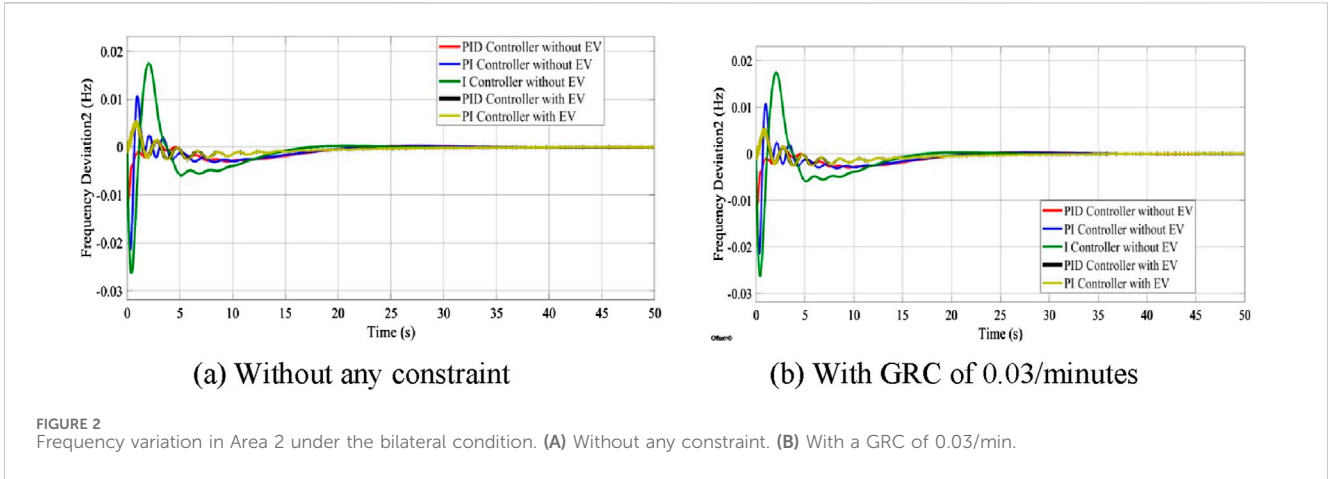 0.02
0.01
0
-0.01
-0.02
-0.03
Frequency Deviation2 (Hz)
PID Controller without EV
PI Controller without EV
I Controller without EV
PID Controller with EV
PI Controller with EV
0 5 10 15 20 25 30 35 40 45 50
Time (s)
(a) Without any constraint
0.02
0.01
0
-0.01
-0.02
-0.03
Frequency Deviation2 (Hz)
PID Controller without EV
PI Controller without EV
I Controller without EV
PID Controller with EV
PI Controller with EV
0 5 10 15 20 25 30 35 40 45 50
Offset=0
Time (s)
(b) With GRC of 0.03/minutes
FIGURE 2
Frequency variation in Area 2 under the bilateral condition. (A) Without any constraint. (B) With a GRC of 0.03/min.